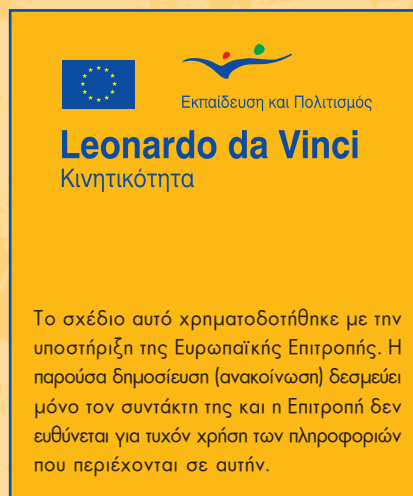 Εκπαίδευση και Πολιτισμός
Leonardo da Vinci
Κινητικότητα
Το σχέδιο αυτό χρηματοδοτήθηκε με την
υποστήριξη της Ευρωπαϊκής Επιτροπής. Η
παρούσα δημοσίευση (ανακοίνωση) δεσμεύει
μόνο τον συντάκτη της και η Επιτροπή δεν
ευθύνεται για τυχόν χρήση των πληροφοριών
που περιέχονται σε αυτήν.